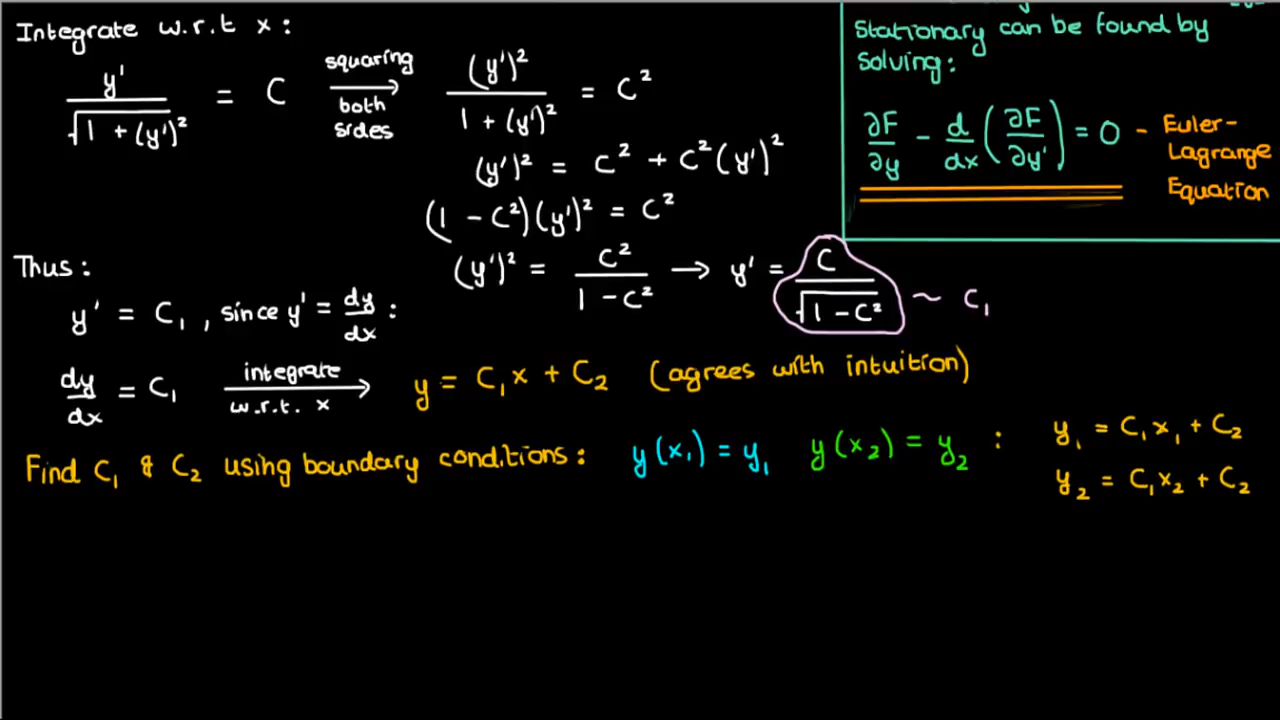 Integrate w.r.t x:
y' / √(1 + (y')²) = C squaring both sides → (y')² / (1 + (y')²) = C²
(y')² = C² + C²(y')²
(1 - C²)(y')² = C²
(y')² = C² / (1 - C²) → y' = C / √(1 - C²) ~ C₁
Thus:
y' = C₁, since y' = dy/dx:
dy/dx = C₁ integrate w.r.t. x → y = C₁x + C₂ (agrees with intuition)
Find C₁ & C₂ using boundary conditions: y(x₁) = y₁ y(x₂) = y₂ :
y₁ = C₁x₁ + C₂
y₂ = C₁x₂ + C₂
Stationary can be found by
solving:
∂F/∂y - d/dx (∂F/∂y') = 0 - Euler-
Lagrange
Equation